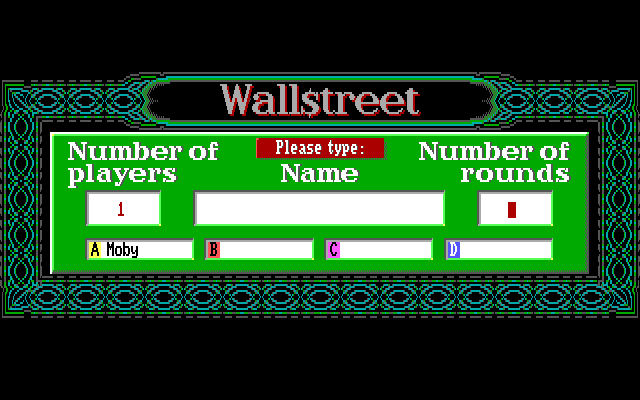 Wallstreet
Please type:
Number of players
Name
Number of rounds
1
A Moby
B
C
D